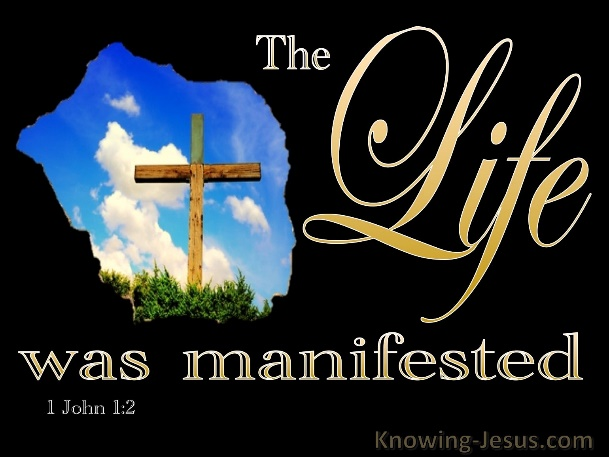 The
Life
was manifested
1 John 1:2
Knowing-Jesus.com